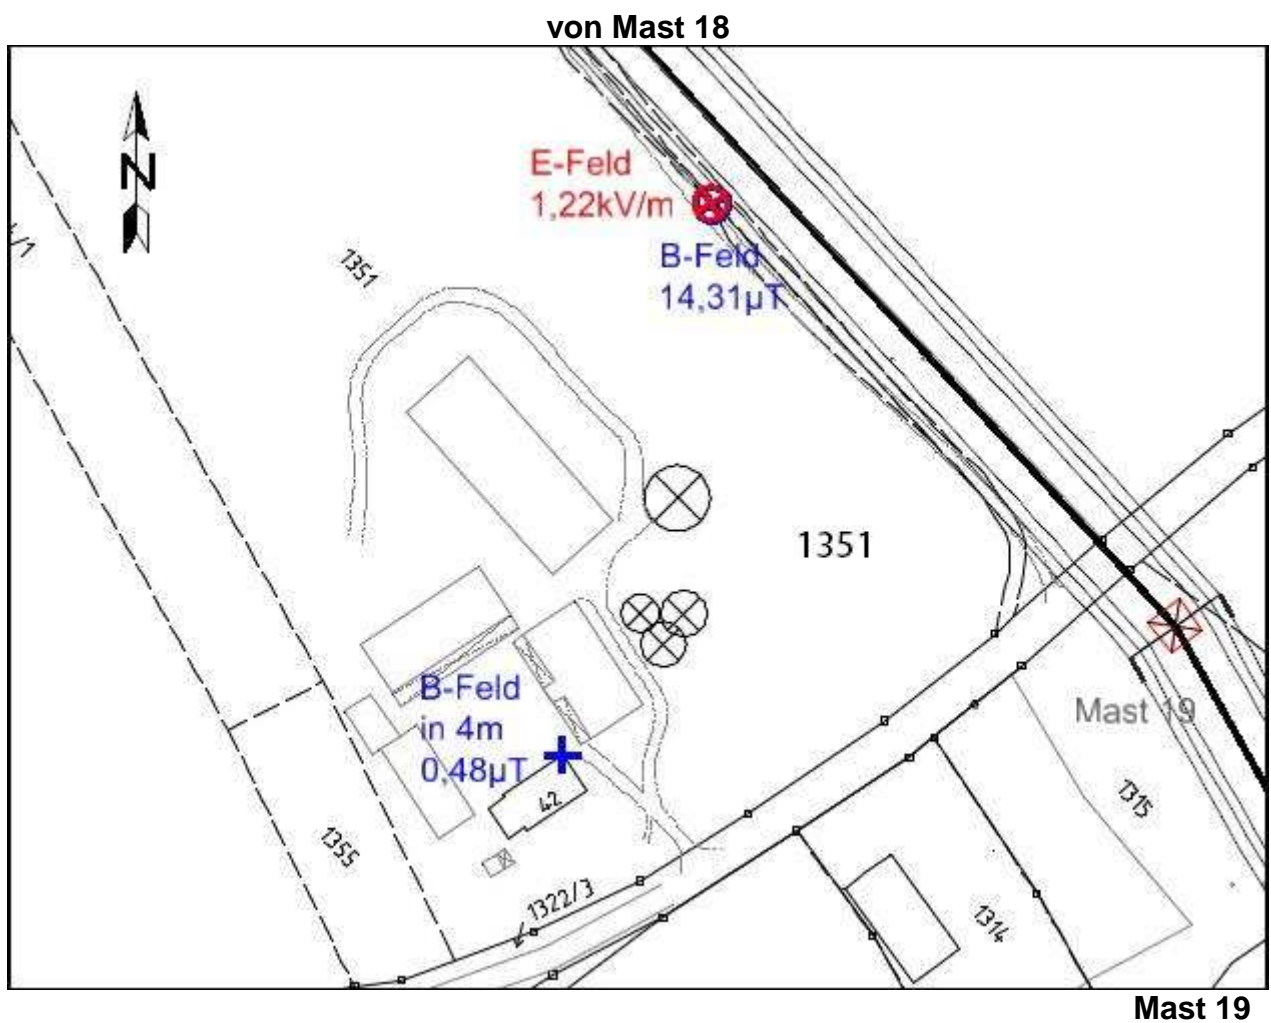 von Mast 18
N
E-Feld
1,22kV/m
B-Feld
14,31µT
1351
1351
B-Feld
in 4m
0,48µT
42
Mast 19
1315
1355
1322/3
1314
Mast 19